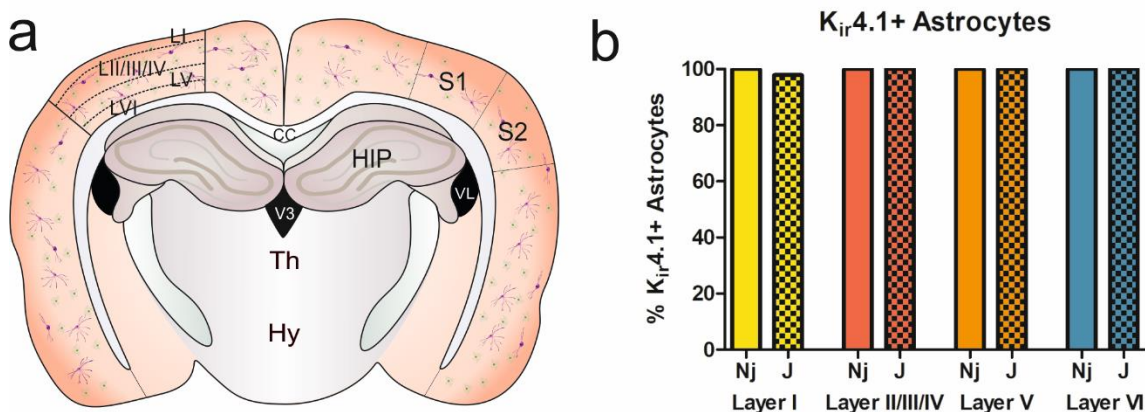 a
LI
LII/III/IV
LV
LVI
S1
S2
CC
HIP
VL
V3
Th
Hy
b
Kir4.1+ Astrocytes
% Kir4.1+ Astrocytes
100
80
60
40
20
0
Nj J Nj J Nj J Nj J
Layer I Layer II/III/IV Layer V Layer VI